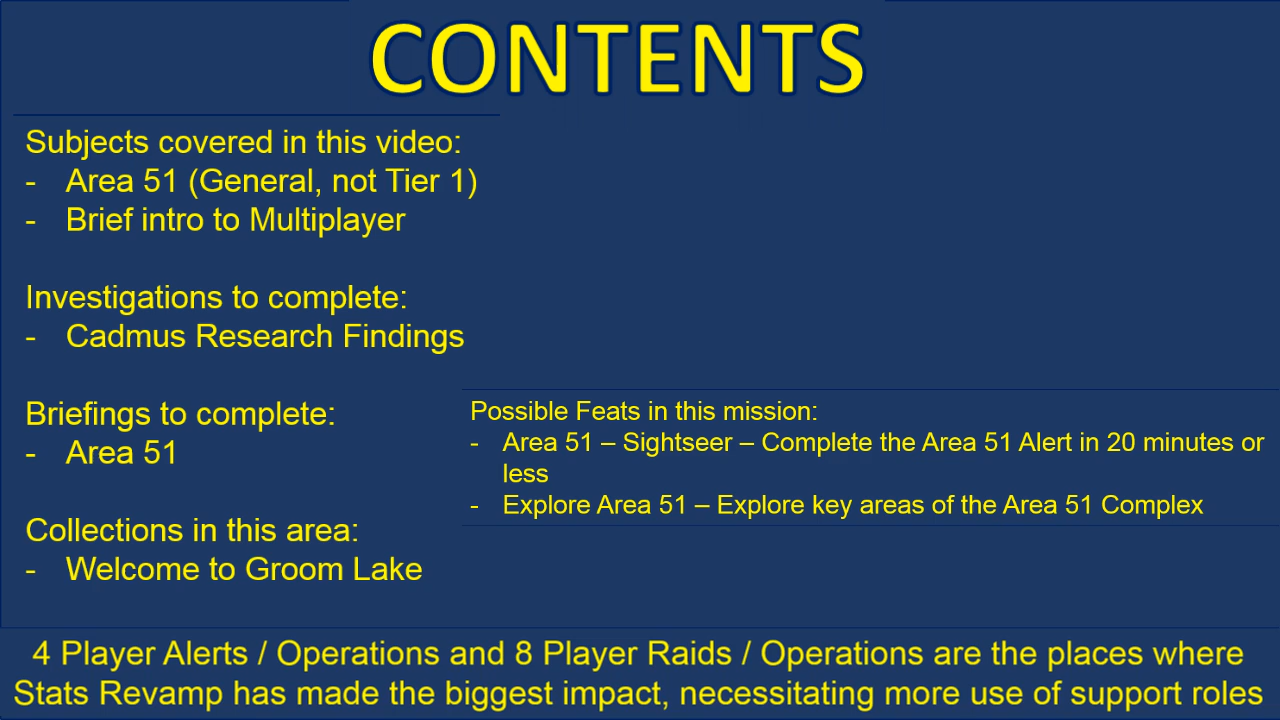 CONTENTS
Subjects covered in this video:
- Area 51 (General, not Tier 1)
- Brief intro to Multiplayer
Investigations to complete:
- Cadmus Research Findings
Briefings to complete:
- Area 51
Collections in this area:
- Welcome to Groom Lake
Possible Feats in this mission:
- Area 51 – Sightseer – Complete the Area 51 Alert in 20 minutes or
less
- Explore Area 51 – Explore key areas of the Area 51 Complex
4 Player Alerts / Operations and 8 Player Raids / Operations are the places where
Stats Revamp has made the biggest impact, necessitating more use of support roles